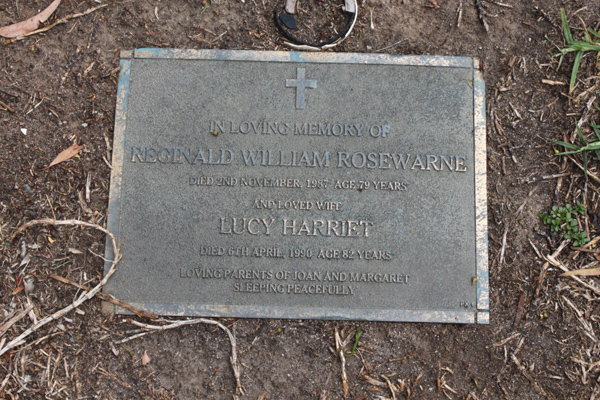 IN LOVING MEMORY OF
REGINALD WILLIAM ROSEWARNE
DIED 2ND NOVEMBER, 1987 AGE 79 YEARS
AND LOVED WIFE
LUCY HARRIET
DIED 6TH APRIL, 1990 AGE 82 YEARS
LOVING PARENTS OF JOAN AND MARGARET
SLEEPING PEACEFULLY